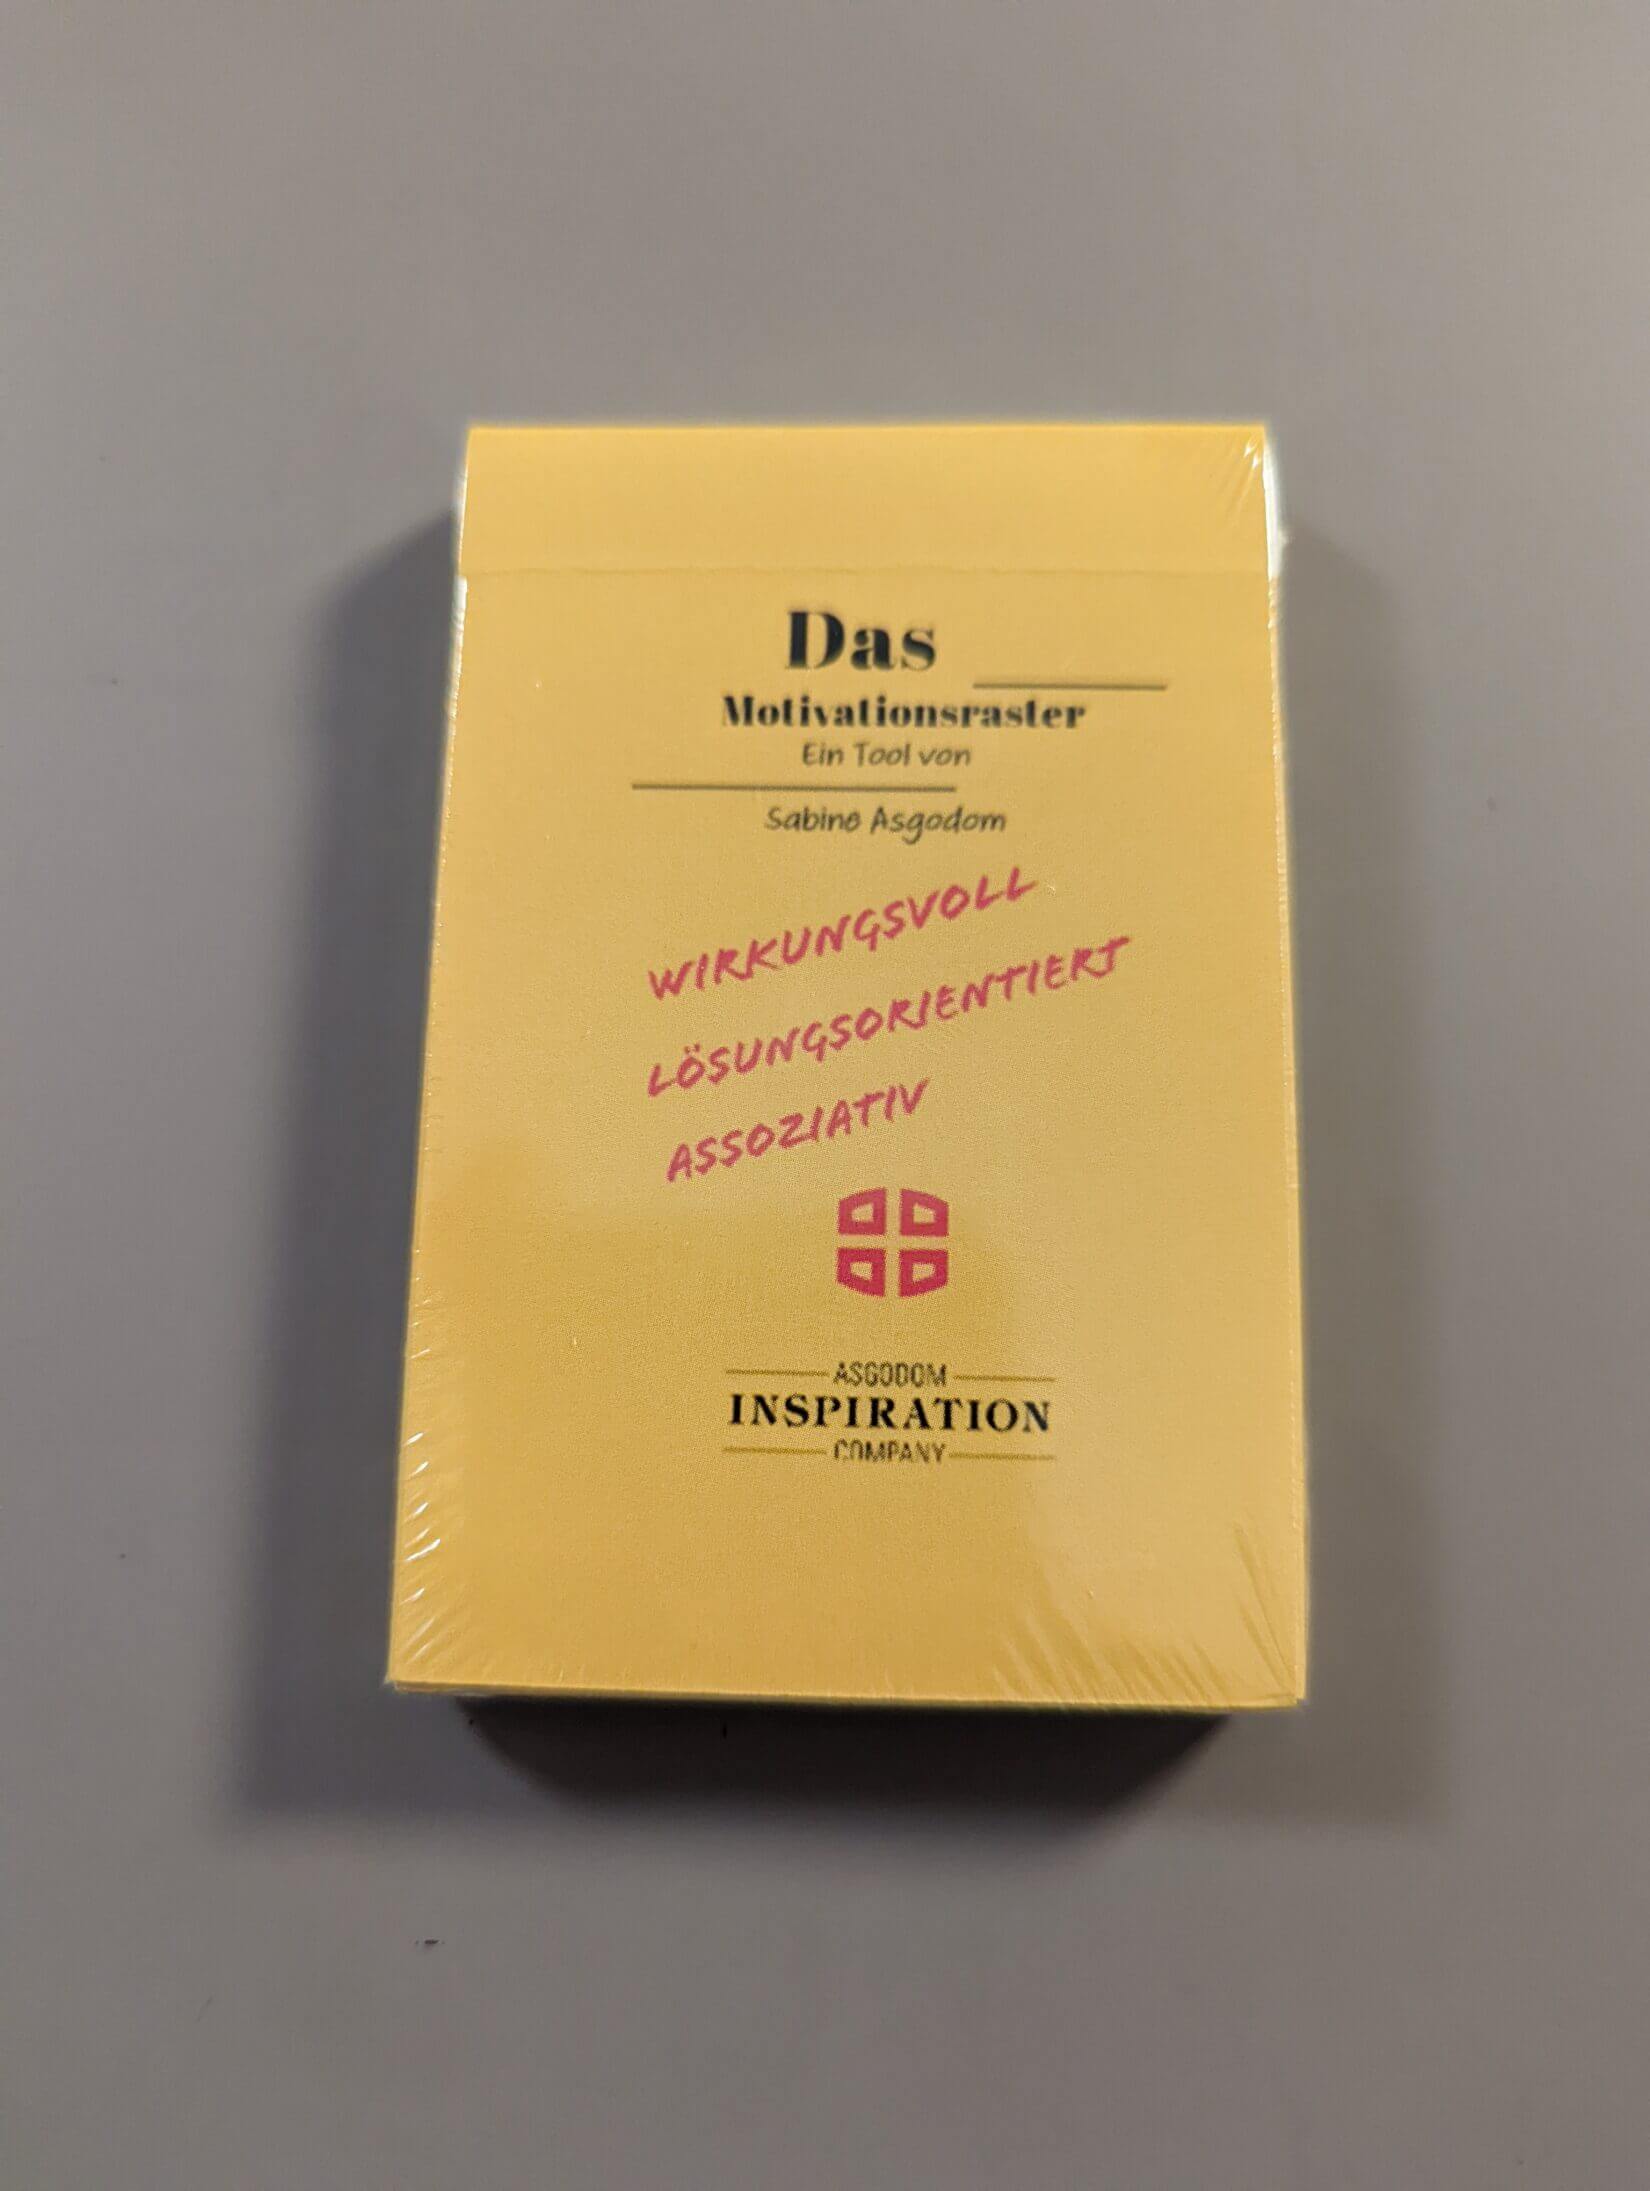 Das
Motivationsraster
Ein Tool von
Sabine Asgodom
WIRKUNGSVOLL
LÖSUNGSORIENTIERT
ASSOZIATIV
ASGODOM
INSPIRATION
COMPANY